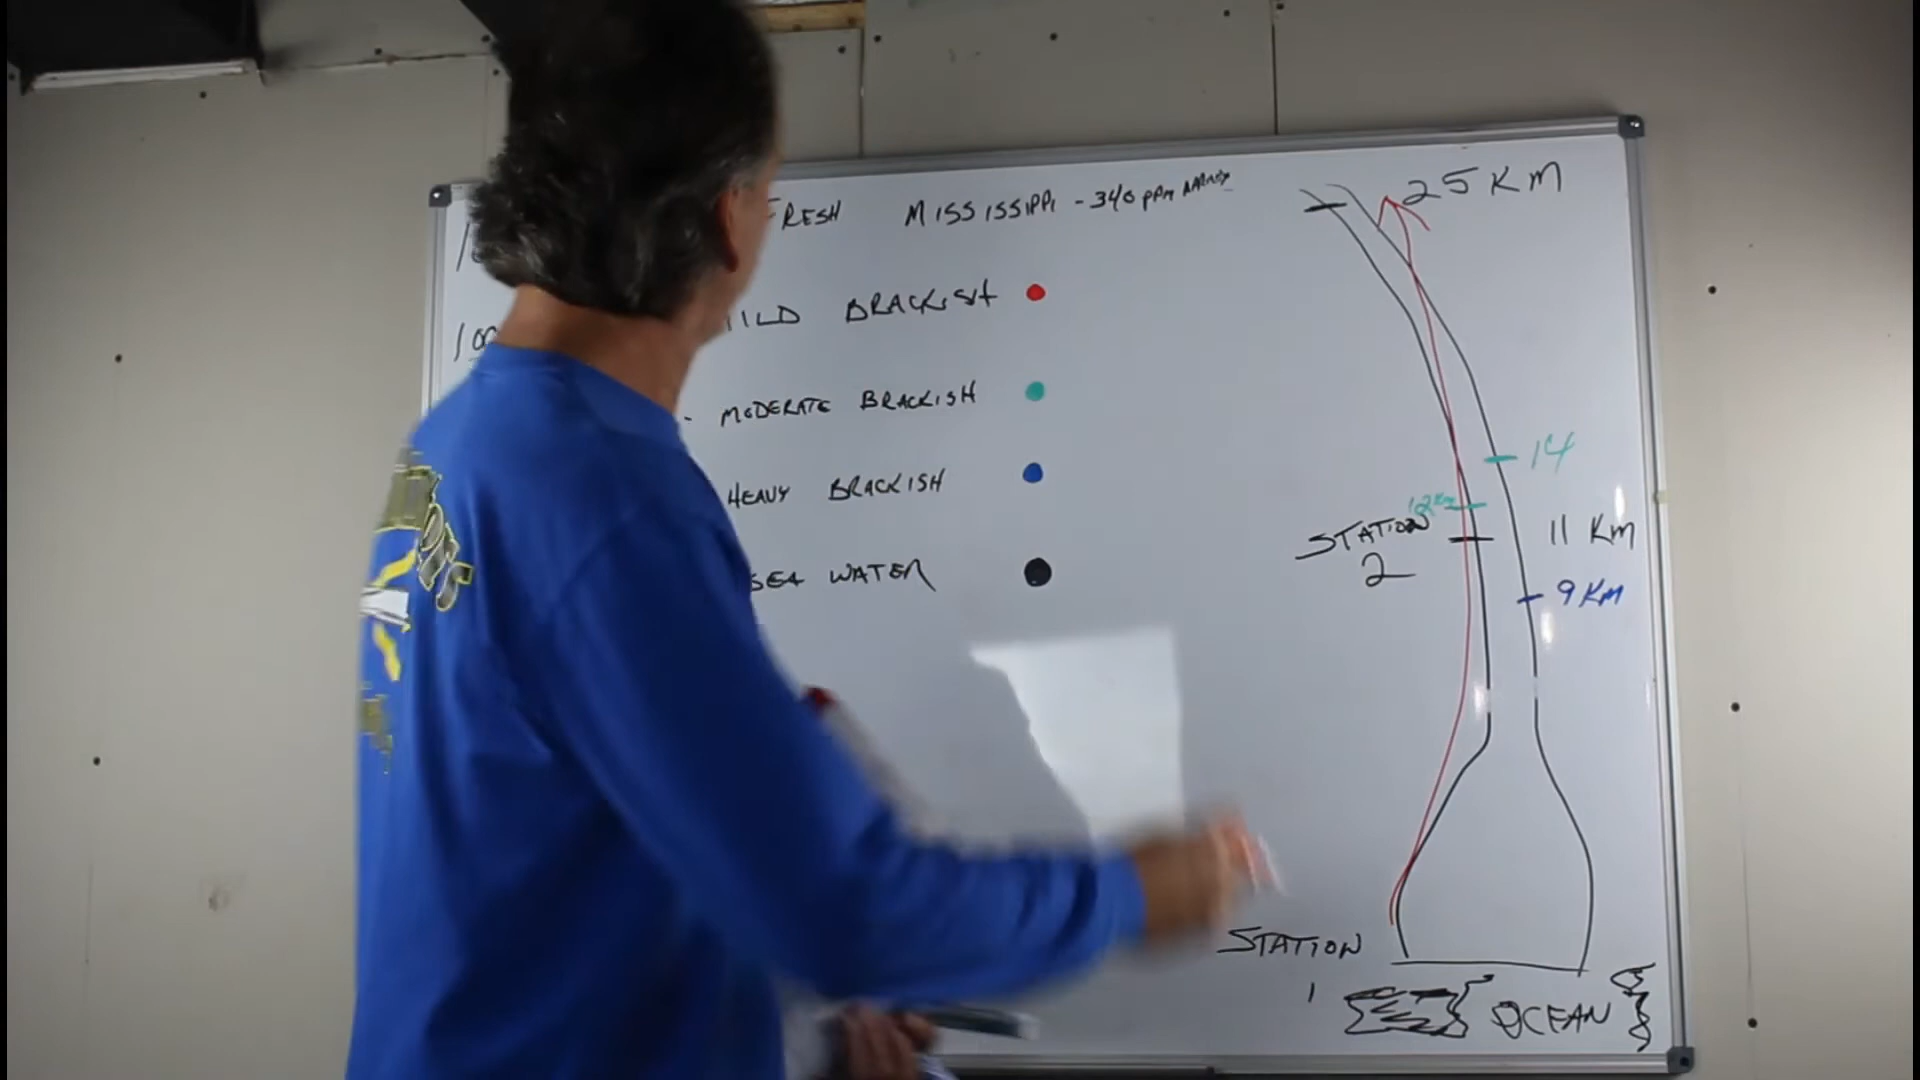 FRESH MISSISSIPPI - 340 ppm
25 KM
BRACKISH
- MODERATE BRACKISH
14
HEAVY BRACKISH
12 Km
STATION
2
11 KM
9 KM
SEA WATER
STATION
1
OCEAN